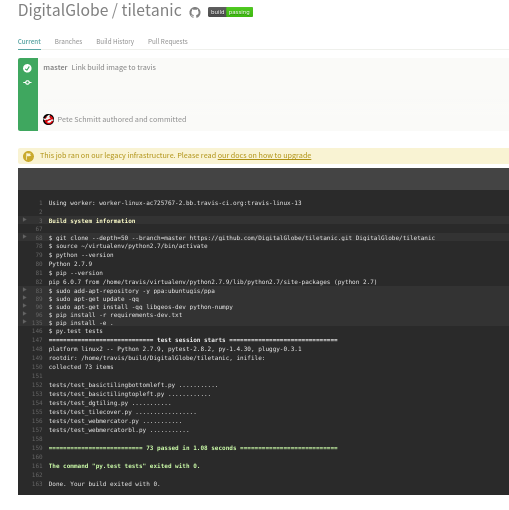 DigitalGlobe / tiletanic build passing
Current Branches Build History Pull Requests
master Link build image to travis
Pete Schmitt authored and committed
This job ran on our legacy infrastructure. Please read our docs on how to upgrade
1 Using worker: worker-linux-ac725767-2.bb.travis-ci.org:travis-linux-13
2
3 Build system information
67
68 $ git clone --depth=50 --branch=master https://github.com/DigitalGlobe/tiletanic.git DigitalGlobe/tiletanic
78 $ source ~/virtualenv/python2.7/bin/activate
79 $ python --version
80 Python 2.7.9
81 $ pip --version
82 pip 6.0.7 from /home/travis/virtualenv/python2.7.9/lib/python2.7/site-packages (python 2.7)
83 $ sudo add-apt-repository -y ppa:ubuntugis/ppa
89 $ sudo apt-get update -qq
90 $ sudo apt-get install -qq libgeos-dev python-numpy
96 $ pip install -r requirements-dev.txt
135 $ pip install -e .
146 $ py.test tests
147 ============================ test session starts =============================
148 platform linux2 -- Python 2.7.9, pytest-2.8.2, py-1.4.30, pluggy-0.3.1
149 rootdir: /home/travis/build/DigitalGlobe/tiletanic, inifile:
150 collected 73 items
151
152 tests/test_basictilingbottomleft.py ...........
153 tests/test_basictilingtopleft.py ............
154 tests/test_dgtiling.py ...........
155 tests/test_tilecover.py .................
156 tests/test_webmercator.py ...........
157 tests/test_webmercatorbl.py ...........
158
159 ========================= 73 passed in 1.08 seconds ==========================
160
161 The command "py.test tests" exited with 0.
162
163 Done. Your build exited with 0.